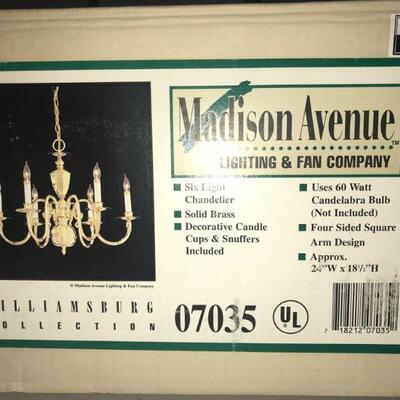 Madison Avenue™
LIGHTING & FAN COMPANY
Six Light
Chandelier
Solid Brass
Decorative Candle
Cups & Snuffers
Included
Uses 60 Watt
Candelabra Bulb
(Not Included)
Four Sided Square
Arm Design
Approx.
24"W x 18½"H
© Madison Avenue Lighting & Fan Company
ILLIAMSBURG
OLLECTION
07035
UL
7 18212 07035